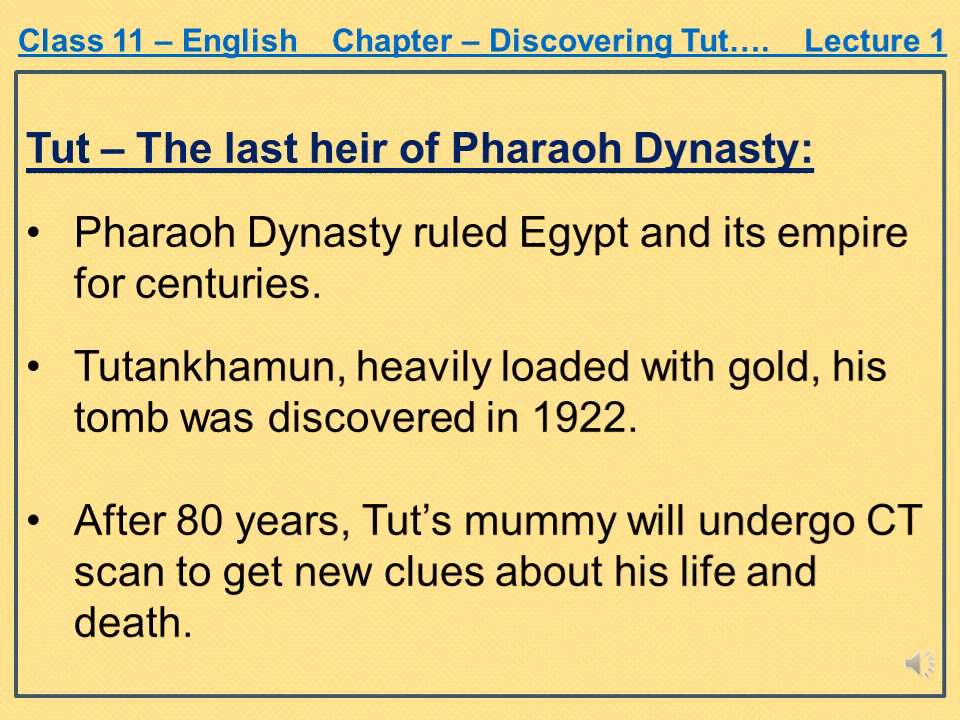 Class 11 – English    Chapter – Discovering Tut….    Lecture 1
Tut – The last heir of Pharaoh Dynasty:
• Pharaoh Dynasty ruled Egypt and its empire
for centuries.
• Tutankhamun, heavily loaded with gold, his
tomb was discovered in 1922.
• After 80 years, Tut’s mummy will undergo CT
scan to get new clues about his life and
death.